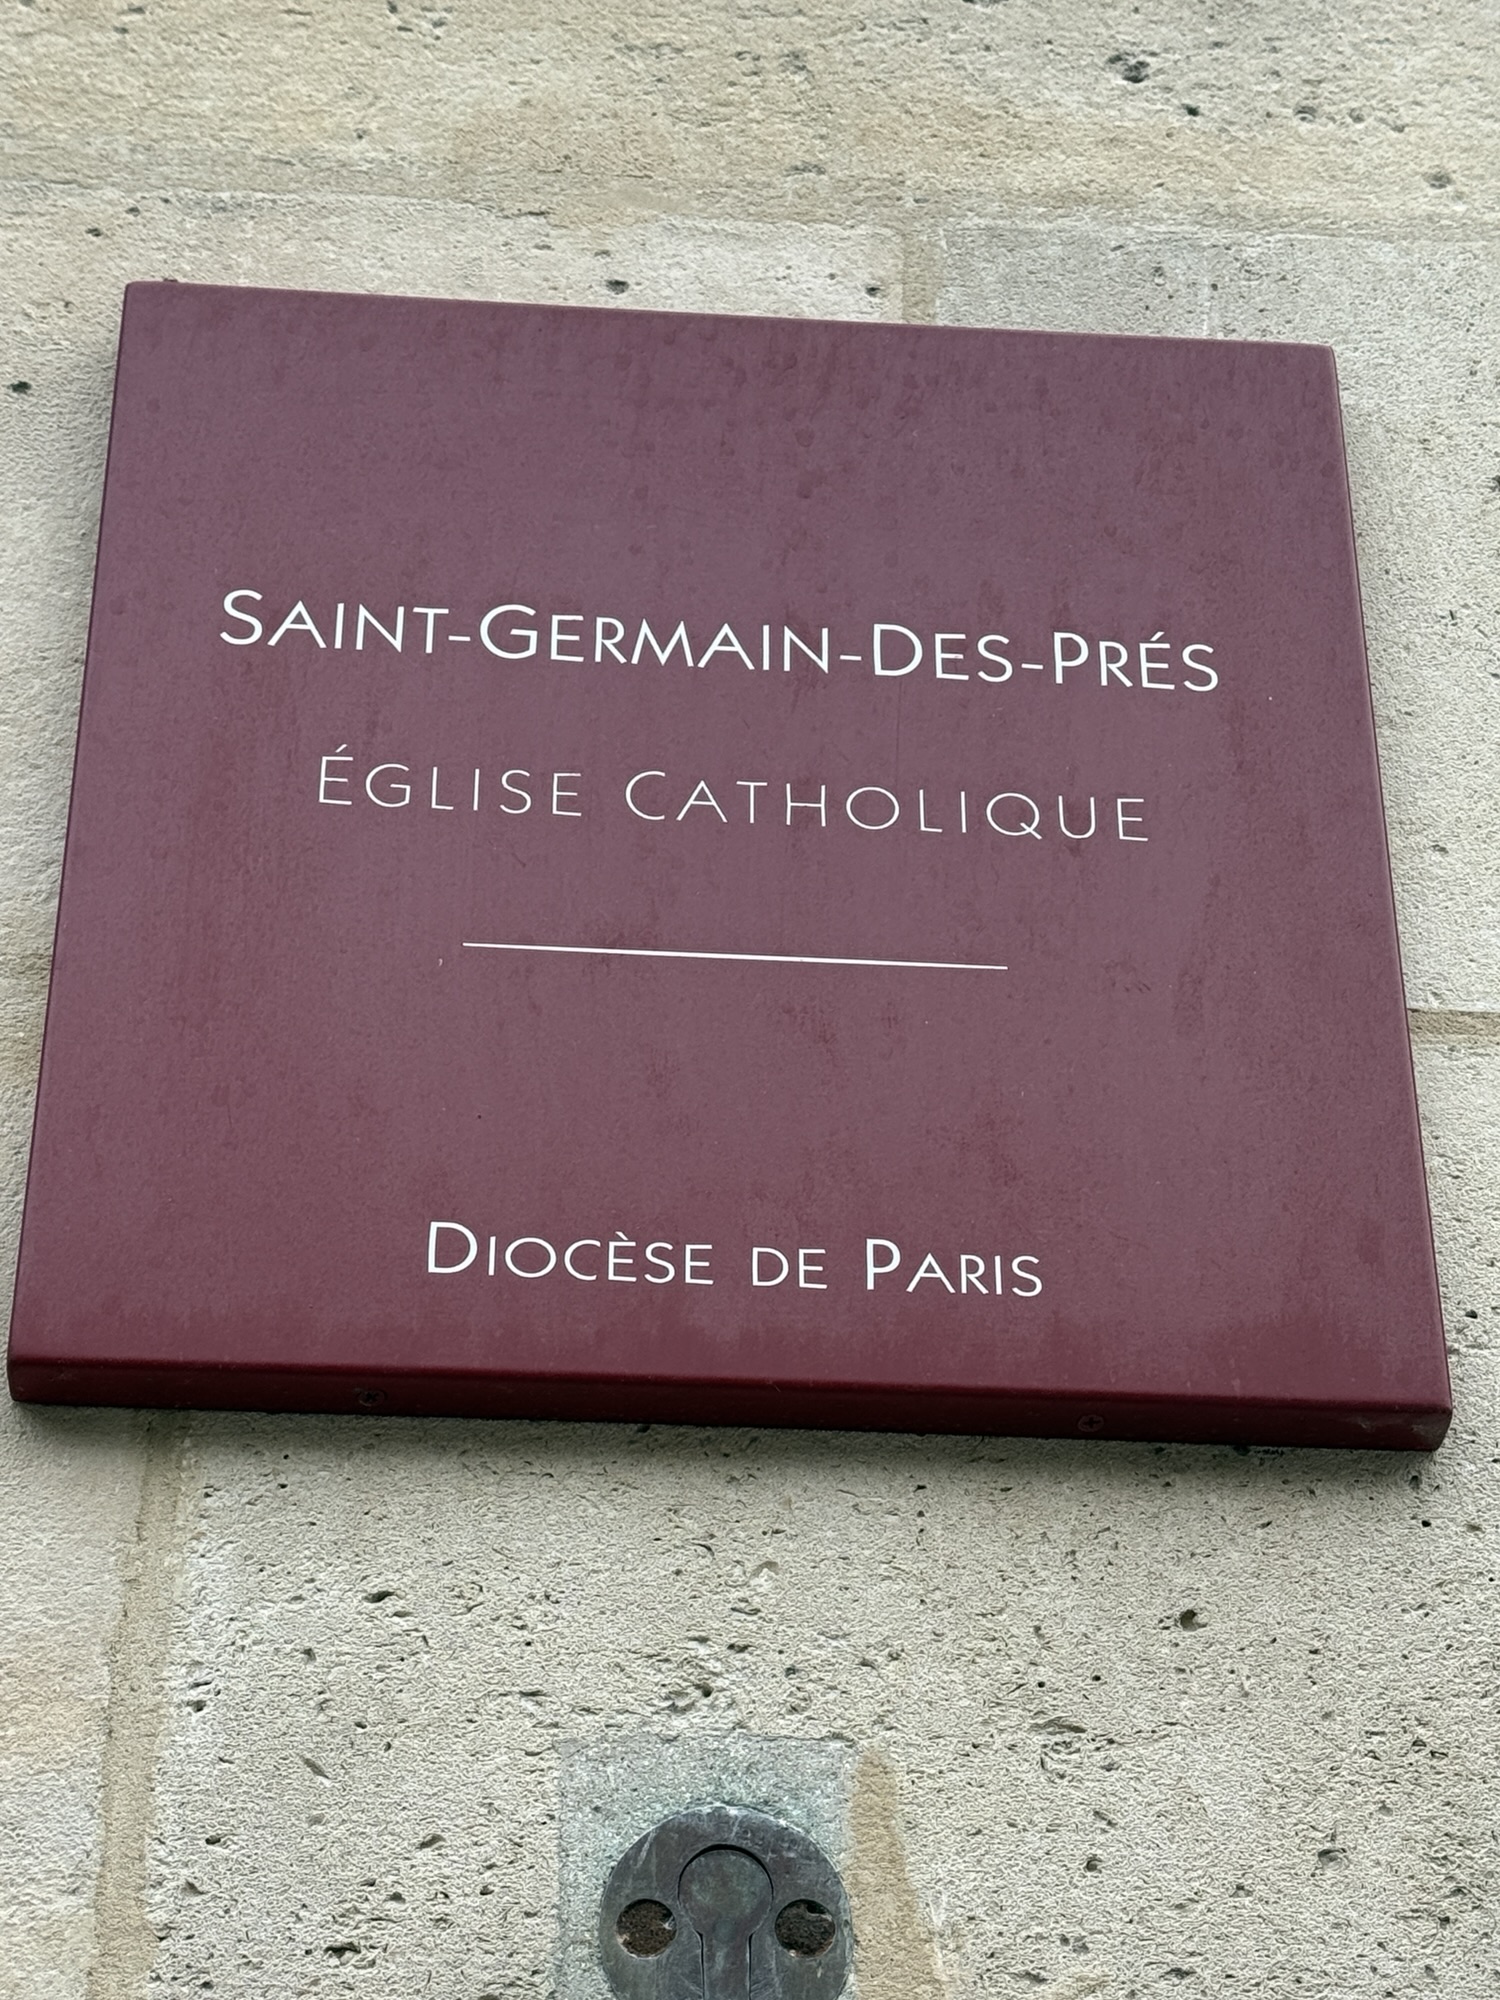 Saint-Germain-Des-Prés
Église Catholique
Diocèse de Paris